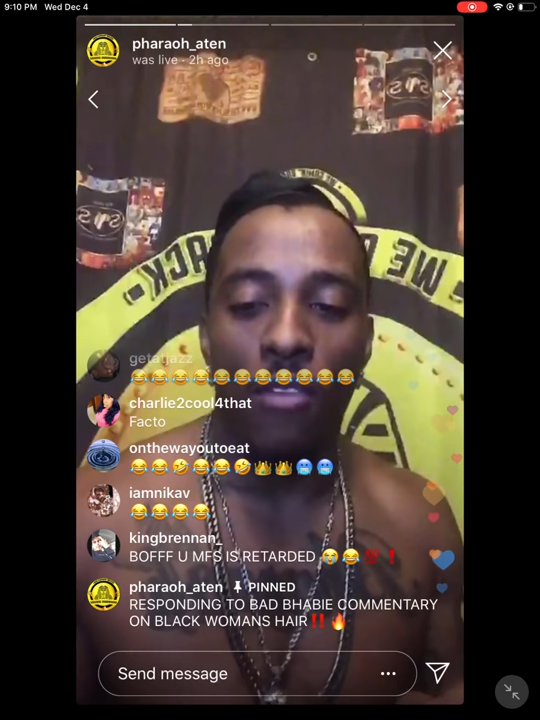 9:10 PM Wed Dec 4
pharaoh_aten
was live · 2h ago
getatjazz
😂😂😂😂😂😂😂😂😂😂😂
charlie2cool4that
Facto
onthewayoutoeat
😂😂🤣😂😂🤣👑👑🥶🥶
iamnikav
😂😂😂😂
kingbrennan_
BOFFF U MFS IS RETARDED 😂😂💯❗
pharaoh_aten 📌 PINNED
RESPONDING TO BAD BHABIE COMMENTARY
ON BLACK WOMANS HAIR‼️🔥
Send message